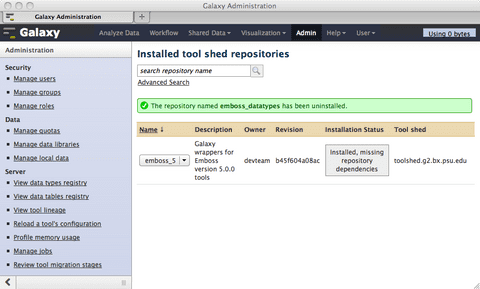 Galaxy Administration
Galaxy Administration
Galaxy
Analyze Data Workflow Shared Data Visualization Admin Help User
Using 0 bytes
Administration
Security
Manage users
Manage groups
Manage roles
Data
Manage quotas
Manage data libraries
Manage local data
Server
View data types registry
View data tables registry
View tool lineage
Reload a tool's configuration
Profile memory usage
Manage jobs
Review tool migration stages
Installed tool shed repositories
search repository name
Advanced Search
The repository named emboss_datatypes has been uninstalled.
Name ↓ Description Owner Revision Installation Status Tool shed
emboss_5
Galaxy
wrappers for
Emboss
version 5.0.0
tools
devteam
b45f604a08ac
Installed, missing
repository
dependencies
toolshed.g2.bx.psu.edu